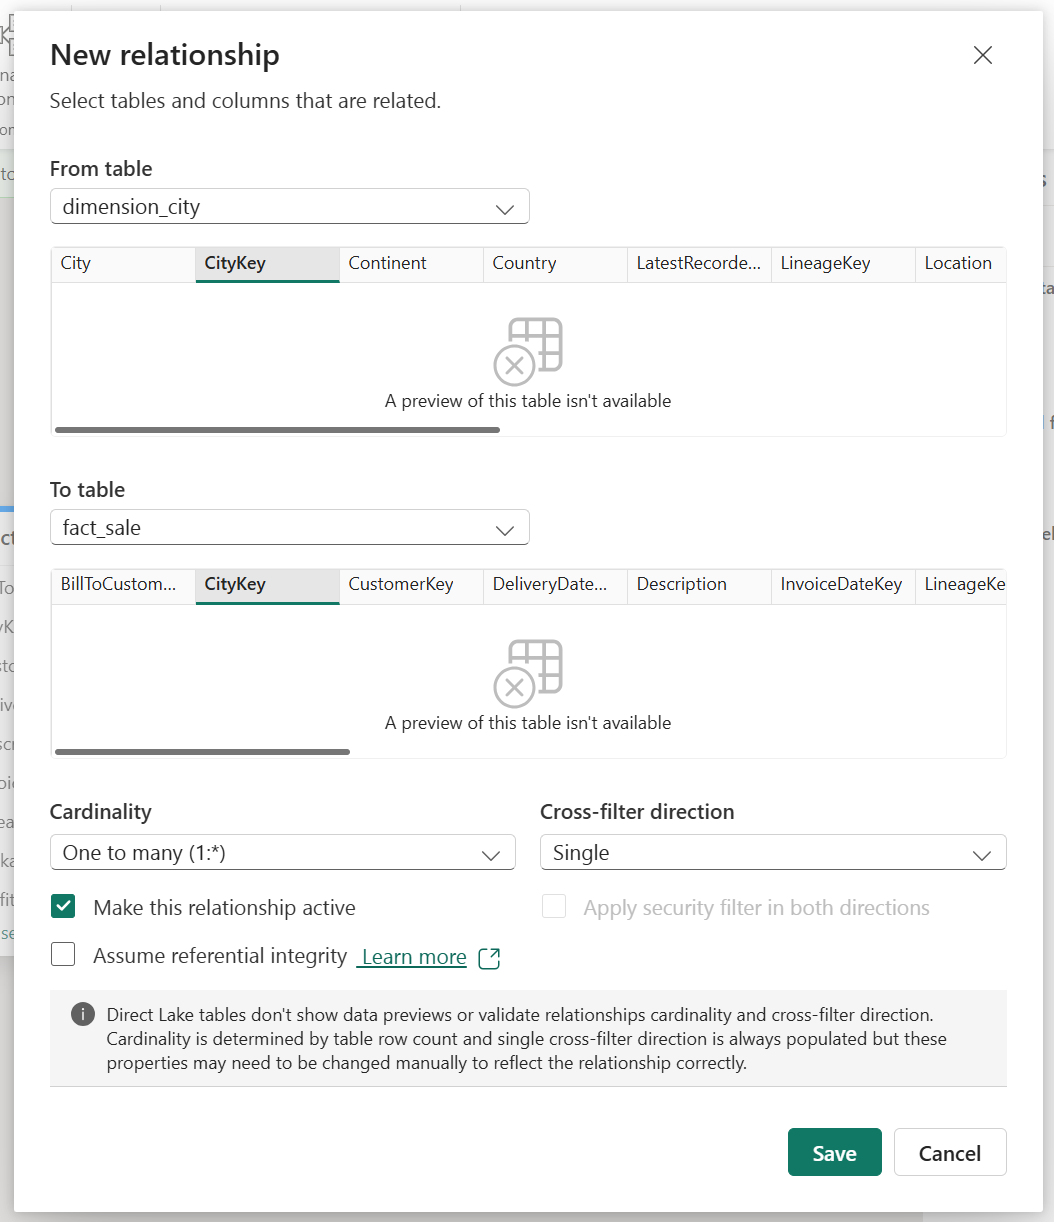 New relationship
Select tables and columns that are related.
From table
dimension_city
City CityKey Continent Country LatestRecorde... LineageKey Location
A preview of this table isn't available
To table
fact_sale
BillToCustom... CityKey CustomerKey DeliveryDate... Description InvoiceDateKey LineageKe
A preview of this table isn't available
Cardinality Cross-filter direction
One to many (1:*) Single
Make this relationship active Apply security filter in both directions
Assume referential integrity Learn more
Direct Lake tables don't show data previews or validate relationships cardinality and cross-filter direction.
Cardinality is determined by table row count and single cross-filter direction is always populated but these
properties may need to be changed manually to reflect the relationship correctly.
Save Cancel